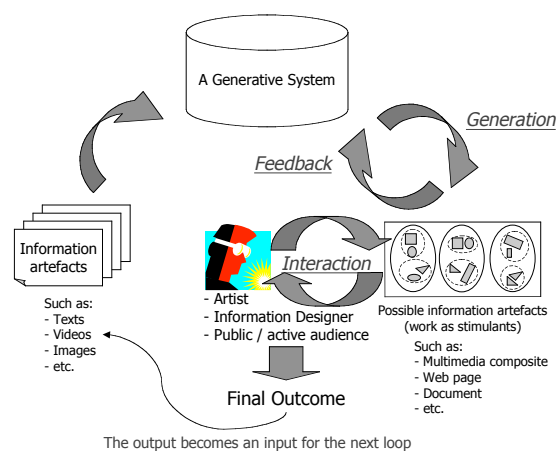 A Generative System
Generation
Feedback
Information
artefacts
Such as:
- Texts
- Videos
- Images
- etc.
Interaction
- Artist
- Information Designer
- Public / active audience
Possible information artefacts
(work as stimulants)
Such as:
- Multimedia composite
- Web page
- Document
- etc.
Final Outcome
The output becomes an input for the next loop